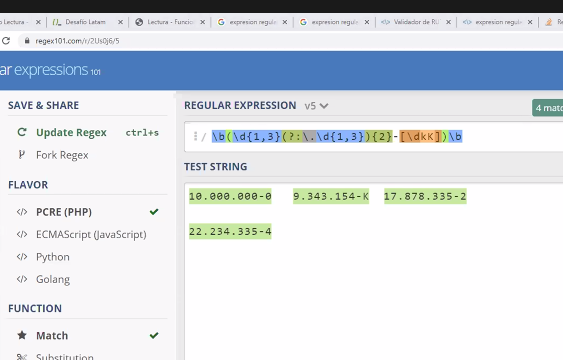 Lectura -
Desafío Latam
Lectura - Funcio
expresion regula
expresion regula
Validador de RU
expresion regula
R
regex101.com/r/2Us0j6/5
ar expressions 101
SAVE & SHARE
Update Regex ctrl+s
Fork Regex
FLAVOR
</> PCRE (PHP)
</> ECMAScript (JavaScript)
</> Python
</> Golang
FUNCTION
Match
Substitution
REGULAR EXPRESSION v5
4 matc
/ \b(\d{1,3}(?:\.\d{1,3}){2}-[\dkK])\b
TEST STRING
10.000.000-0 9.343.154-K 17.878.335-2
22.234.335-4